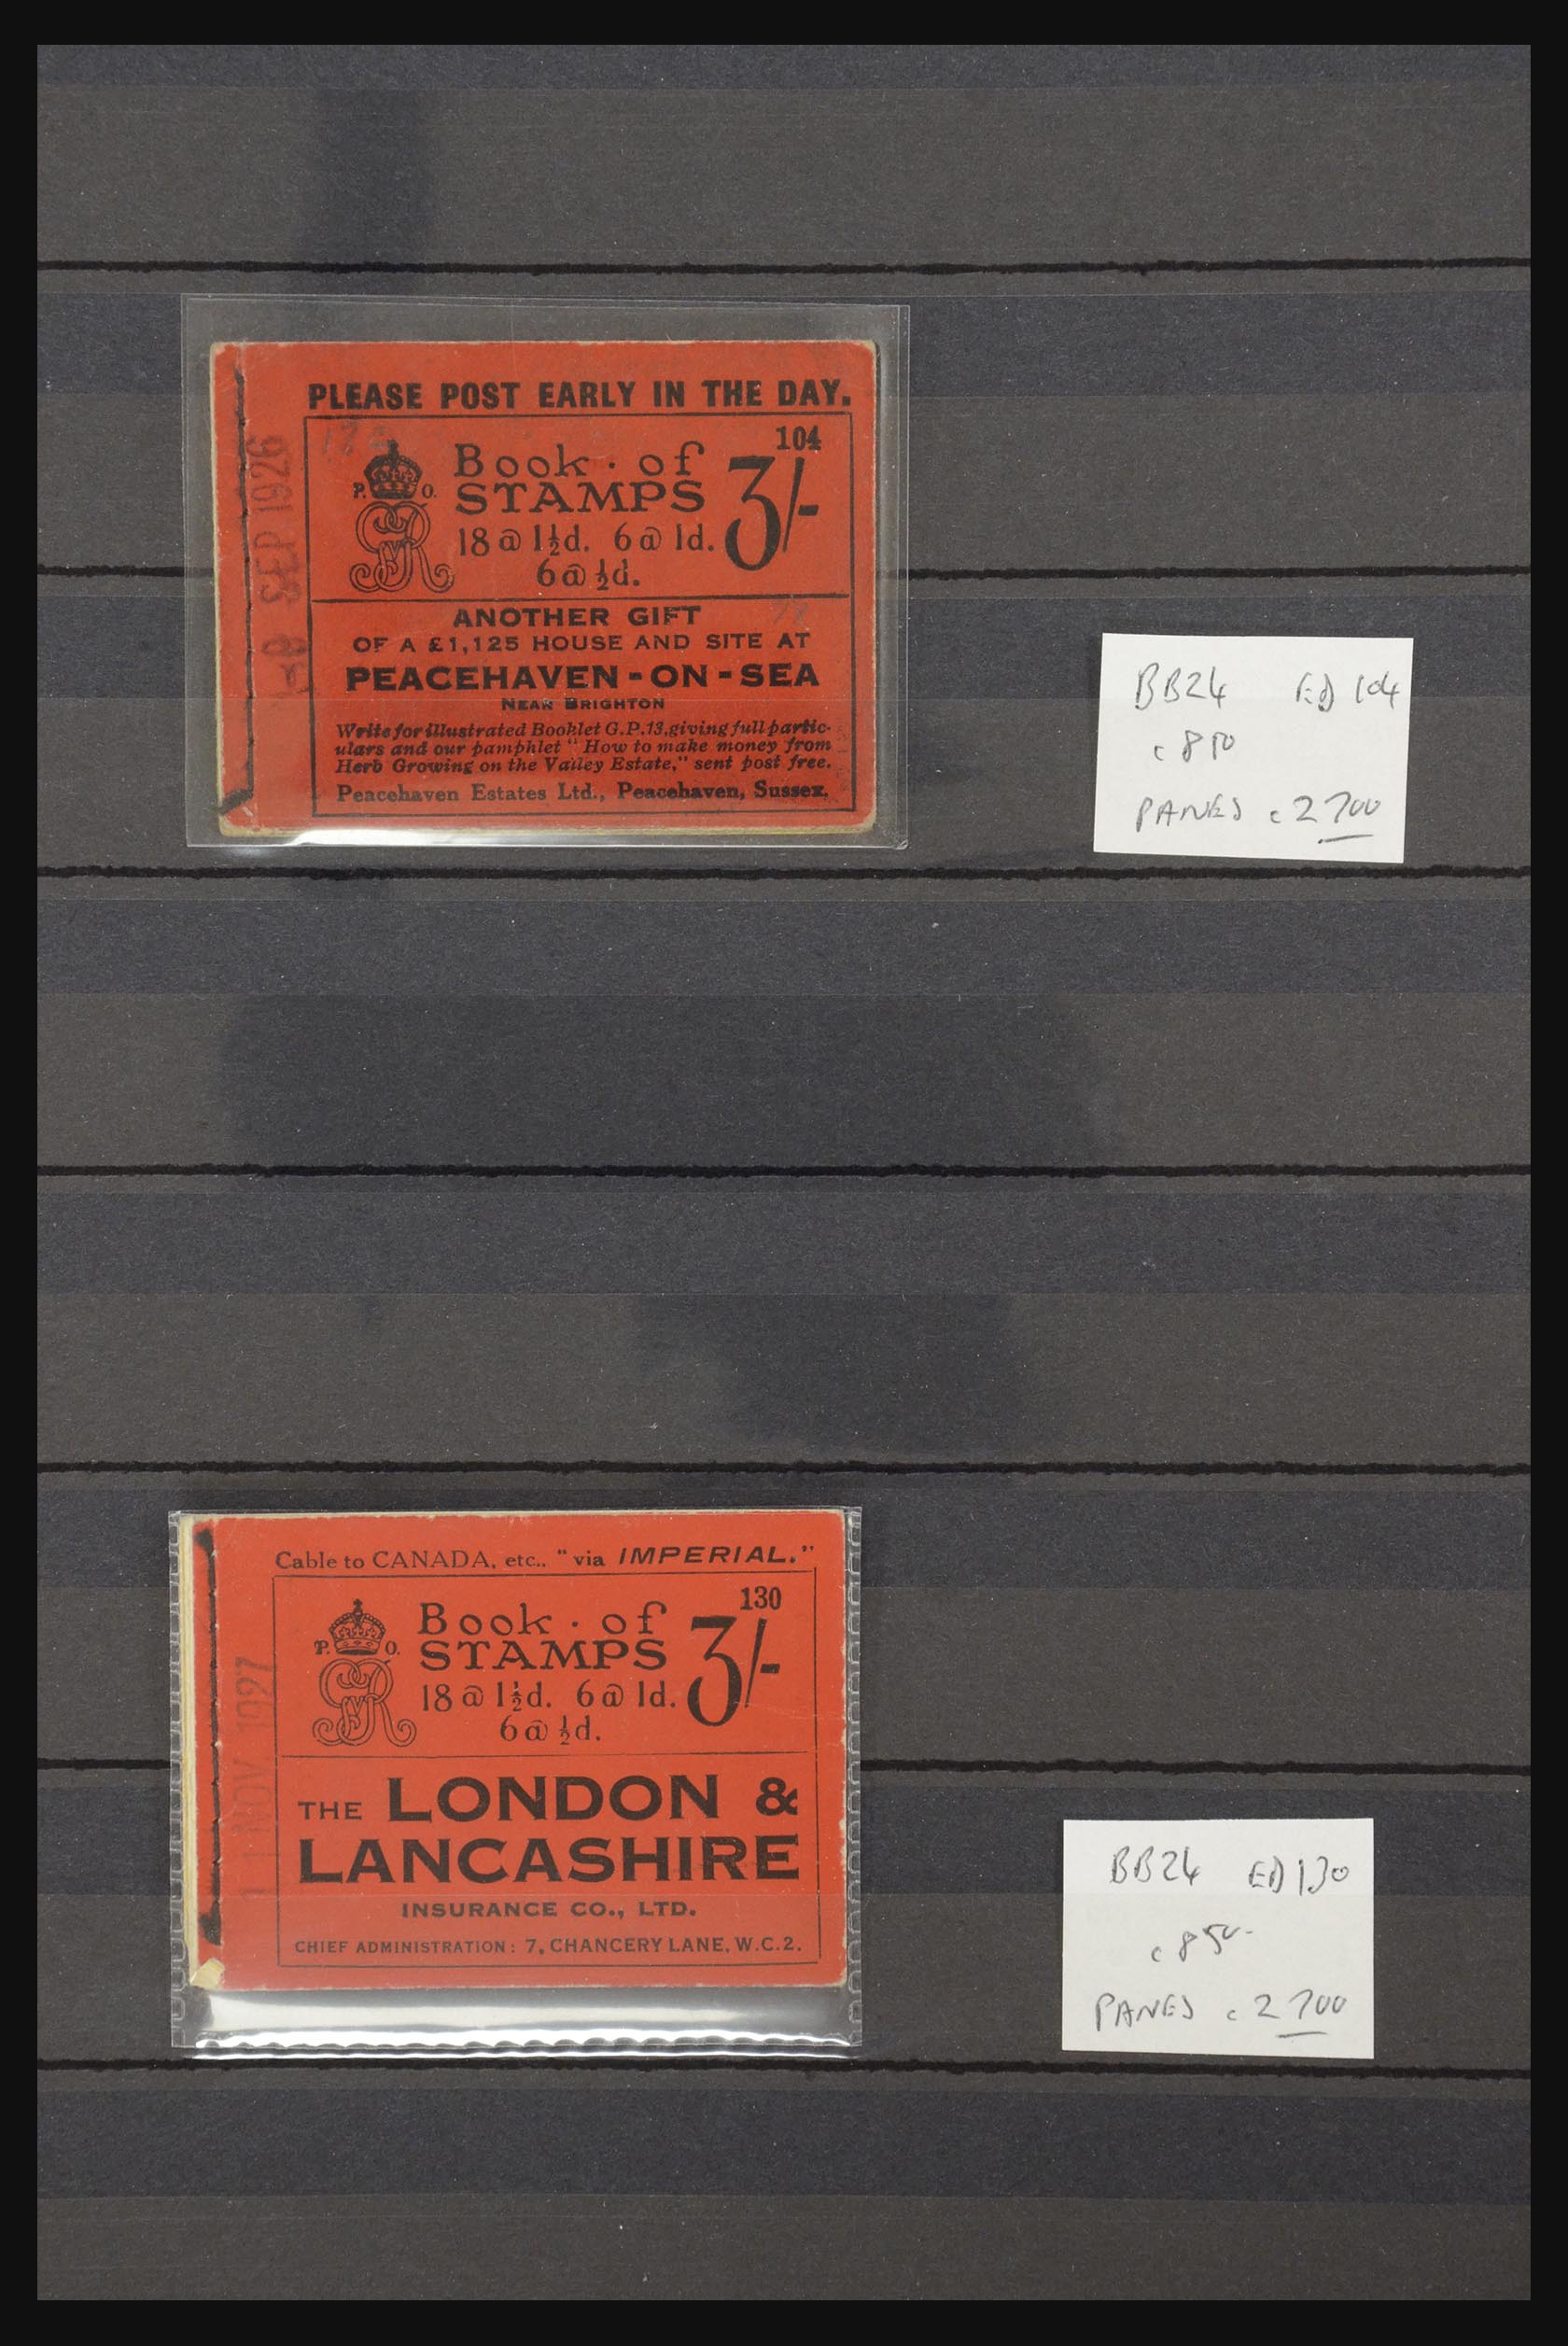 PLEASE POST EARLY IN THE DAY.
104
Book · of
STAMPS
3/-
P. O.
18 @ 1½d. 6 @ 1d.
6 @ ½d.
8 SEP 1926
ANOTHER GIFT
OF A £1,125 HOUSE AND SITE AT
PEACEHAVEN-ON-SEA
NEAR BRIGHTON
Write for illustrated Booklet G.P.13, giving full partic-
ulars and our pamphlet "How to make money from
Herb Growing on the Valley Estate," sent post free.
Peacehaven Estates Ltd., Peacehaven, Sussex.
BB24 ED 104
c 850
PANES c 2700
Cable to CANADA, etc., "via IMPERIAL."
130
Book · of
STAMPS
3/-
P. O.
18 @ 1½d. 6 @ 1d.
6 @ ½d.
NOV 1927
THE LONDON &
LANCASHIRE
INSURANCE CO., LTD.
CHIEF ADMINISTRATION: 7, CHANCERY LANE, W.C.2.
BB24 ED 130
c 850-
PANES c 2700